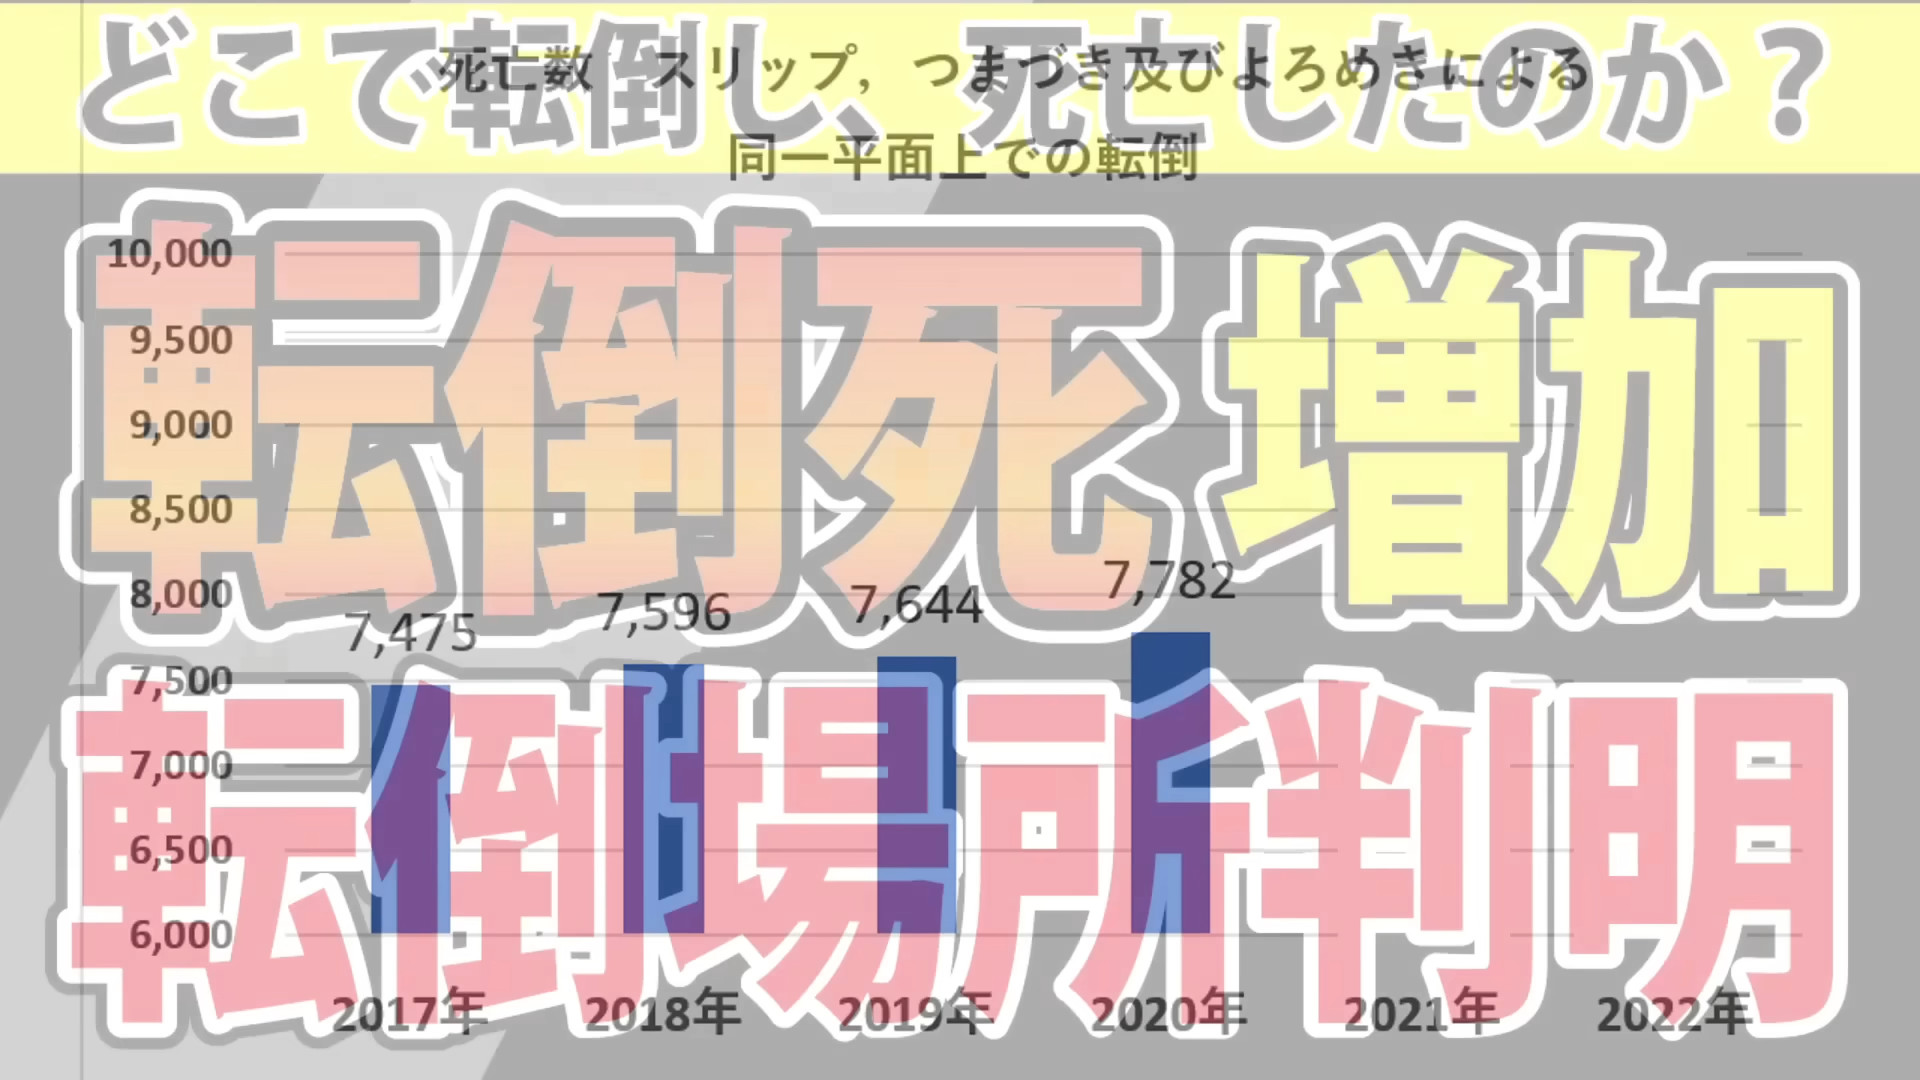 どこで転倒し、死亡したのか？
死亡数　スリップ，つまづき及びよろめきによる
同一平面上での転倒
転倒死 増加
転倒場所判明
10,000
9,500
9,000
8,500
8,000
7,500
7,000
6,500
6,000
7,475
7,596
7,644
7,782
2017年
2018年
2019年
2020年
2021年
2022年